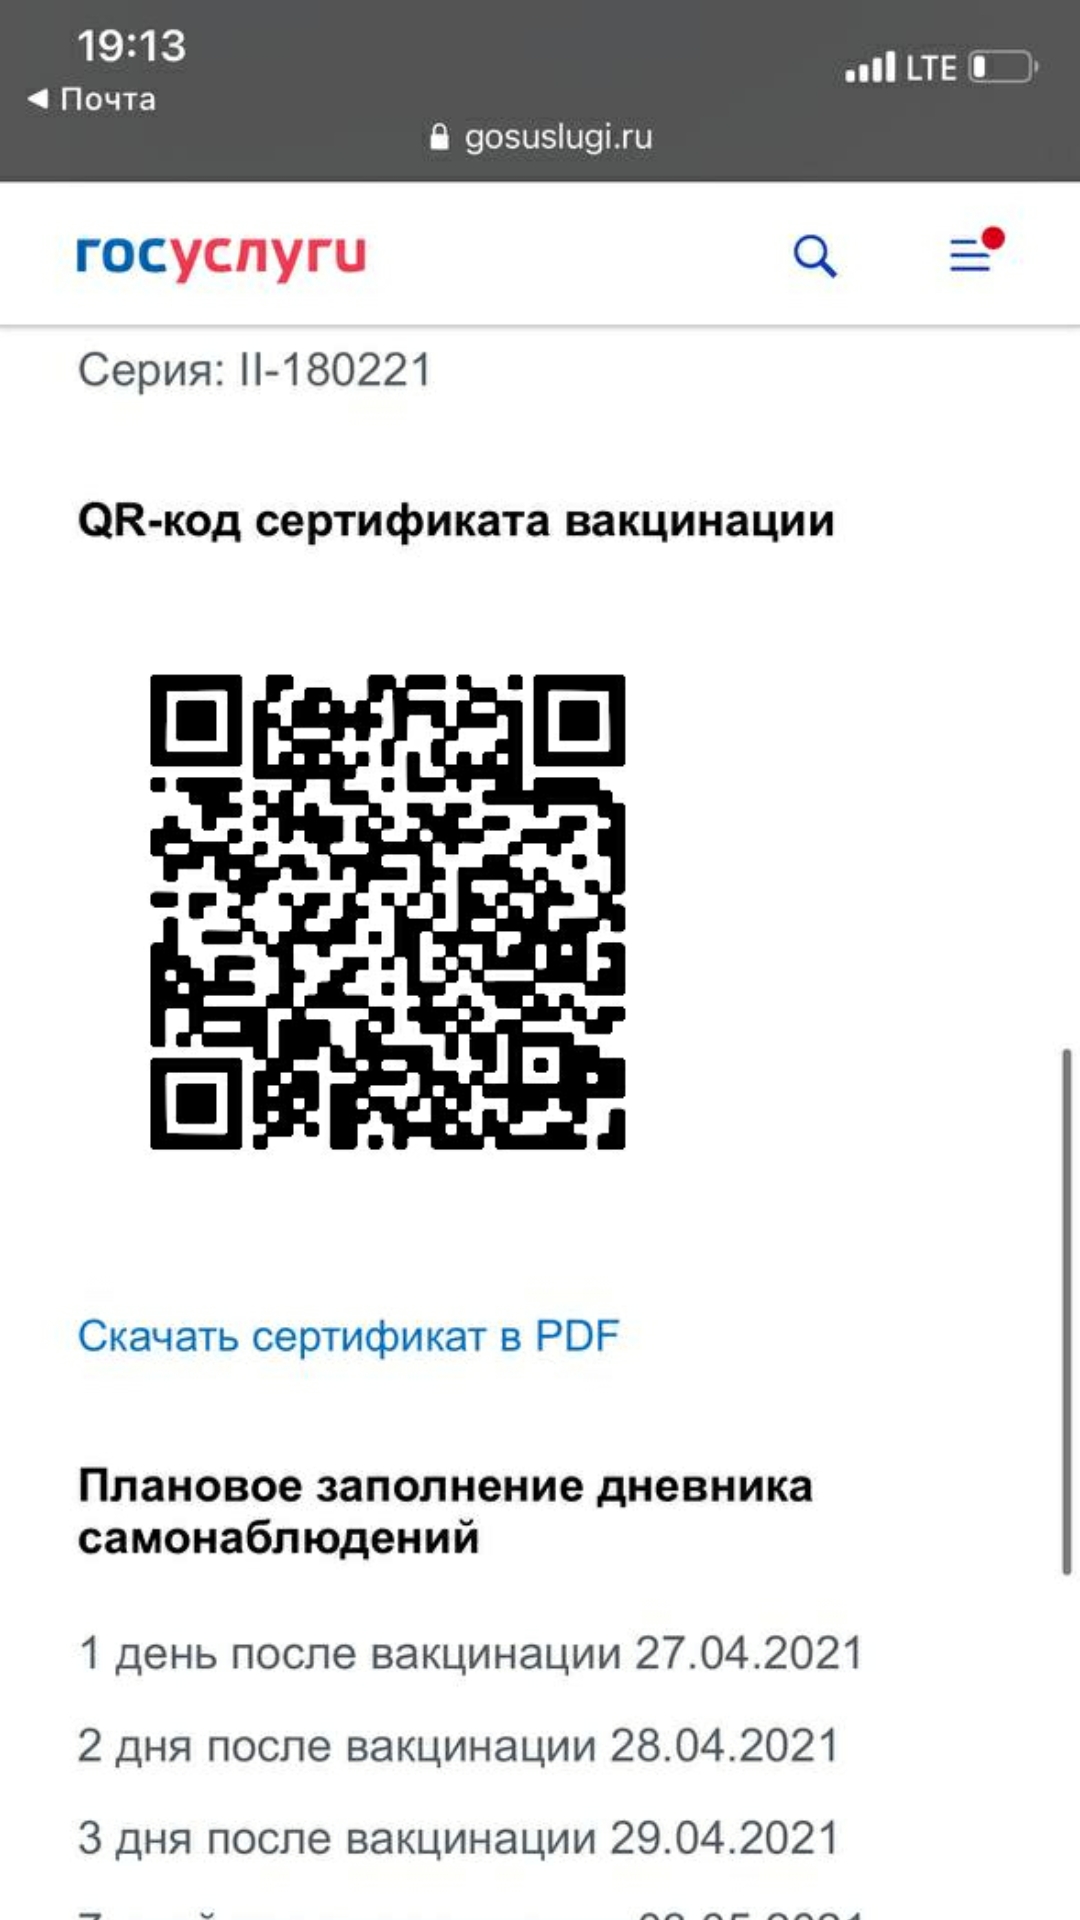 19:13
LTE
Почта
gosuslugi.ru
госуслуги
Серия: II-180221
QR-код сертификата вакцинации
Скачать сертификат в PDF
Плановое заполнение дневника
самонаблюдений
1 день после вакцинации 27.04.2021
2 дня после вакцинации 28.04.2021
3 дня после вакцинации 29.04.2021